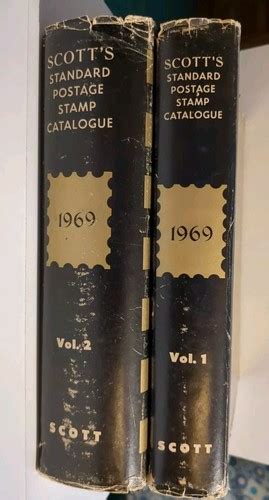 SCOTT'S
STANDARD
POSTAGE
STAMP
CATALOGUE
1969
Vol. 2
SCOTT
SCOTT'S
STANDARD
POSTAGE
STAMP
CATALOGUE
1969
Vol. 1
SCOTT